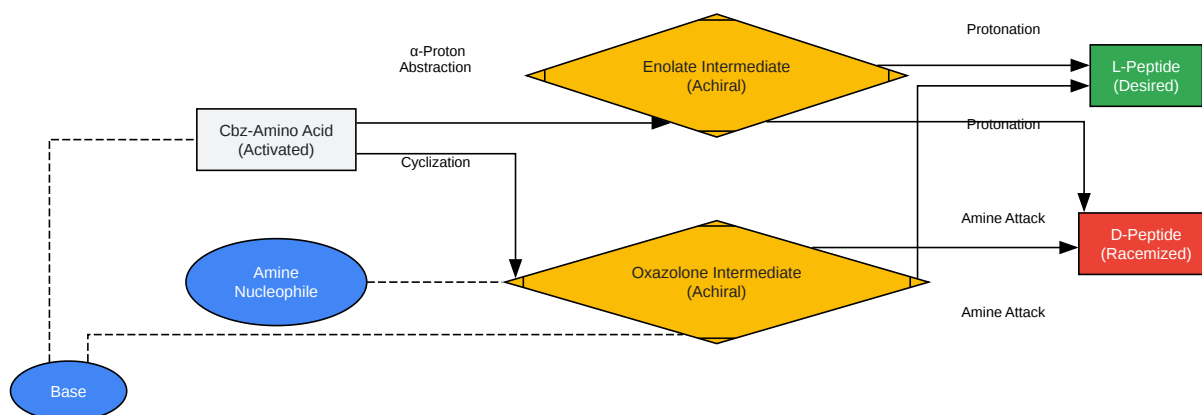 α-Proton
Abstraction
Protonation
Enolate Intermediate
(Achiral)
L-Peptide
(Desired)
Cbz-Amino Acid
(Activated)
Protonation
Cyclization
Amine Attack
D-Peptide
(Racemized)
Amine
Nucleophile
Oxazolone Intermediate
(Achiral)
Amine Attack
Base